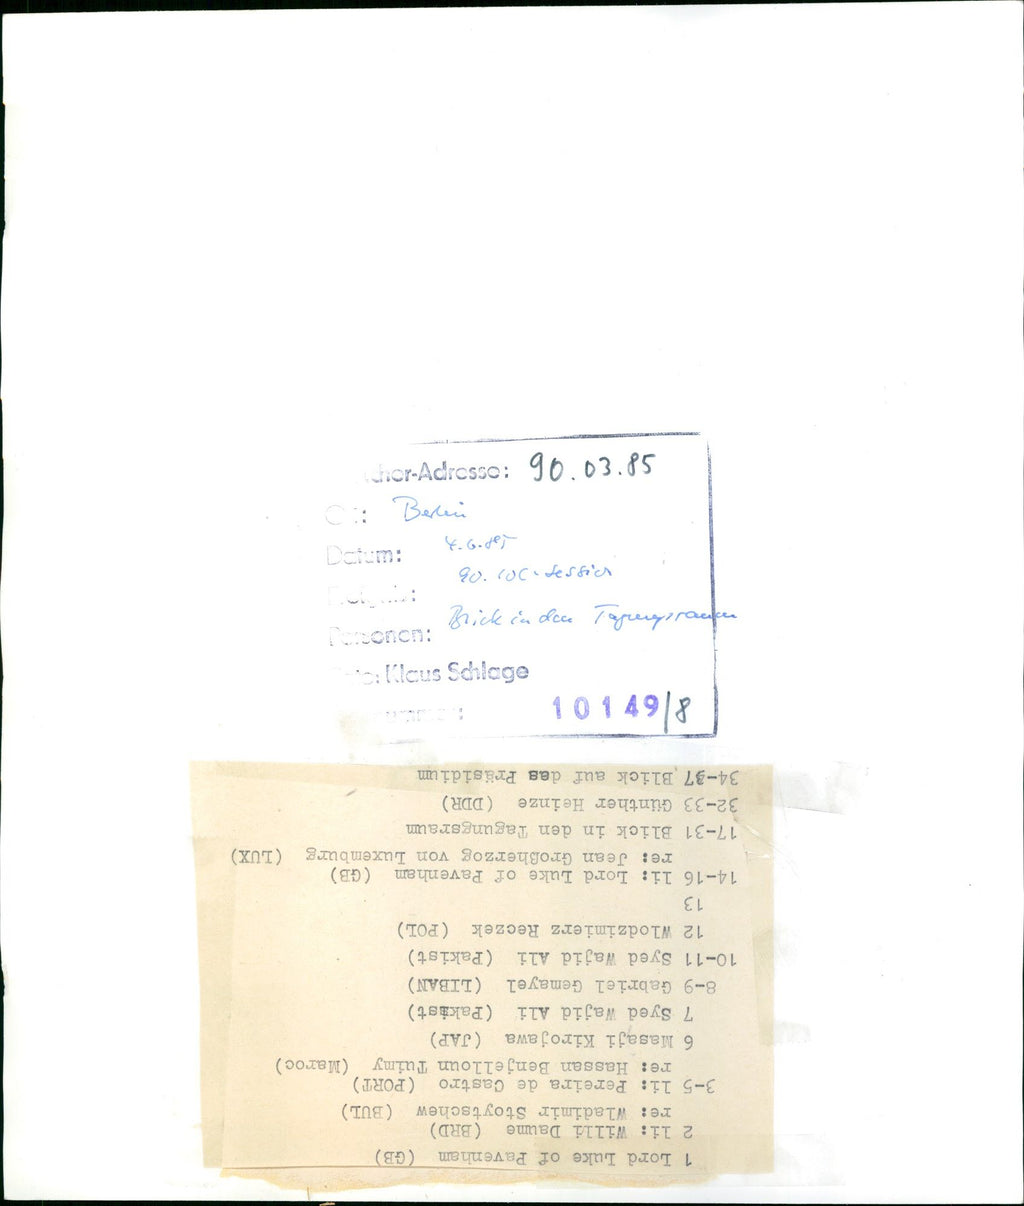 cher-Adresse: 90.03.85
Ort: Berlin
Datum: 4.6.85
90. IOC-Session
Ereignis:
Blick in den Tagungsraum
Personen:
Foto: Klaus Schlage
nummer: 10149/8
1 Lord Luke of Pavenham (GB)
2 li: Willi Daume (BRD)
re: Wladimir Stoytschew (BUL)
3-5 li: Pereira de Castro (PORT)
re: Hassan Benjelloun Tuimy (Maroc)
6 Masaji Kirojawa (JAP)
7 Syed Wajid Ali (Pakist)
8-9 Gabriel Gemayel (LIBAN)
10-11 Syed Wajid Ali (Pakist)
12 Wlodzimierz Reczek (POL)
13
14-16 li: Lord Luke of Pavenham (GB)
re: Jean Großherzog von Luxemburg (LUX)
17-31 Blick in den Tagungsraum
32-33 Günther Heinze (DDR)
34-37 Blick auf das Präsidium